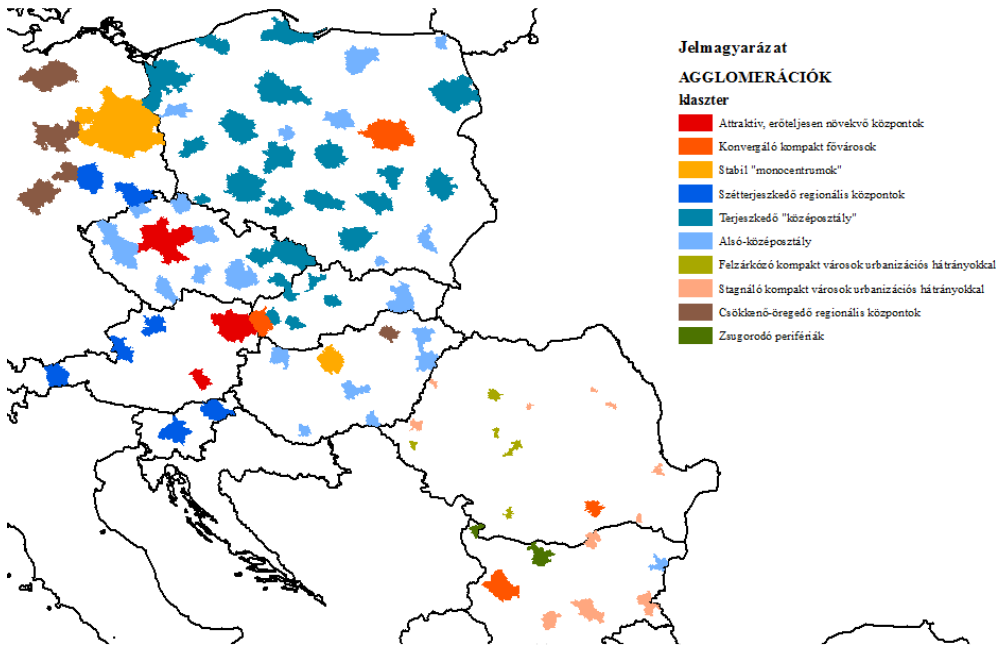 Jelmagyarázat
AGGLOMERÁCIÓK
klaszter
Attraktív, erőteljesen növekvő központok
Konvergáló kompakt fővárosok
Stabil "monocentrumok"
Szétterjeszkedő regionális központok
Terjeszkedő "középosztály"
Alsó-középosztály
Felzárkózó kompakt városok urbanizációs hátrányokkal
Stagnáló kompakt városok urbanizációs hátrányokkal
Csökkenő-öregedő regionális központok
Zsugorodó perifériák